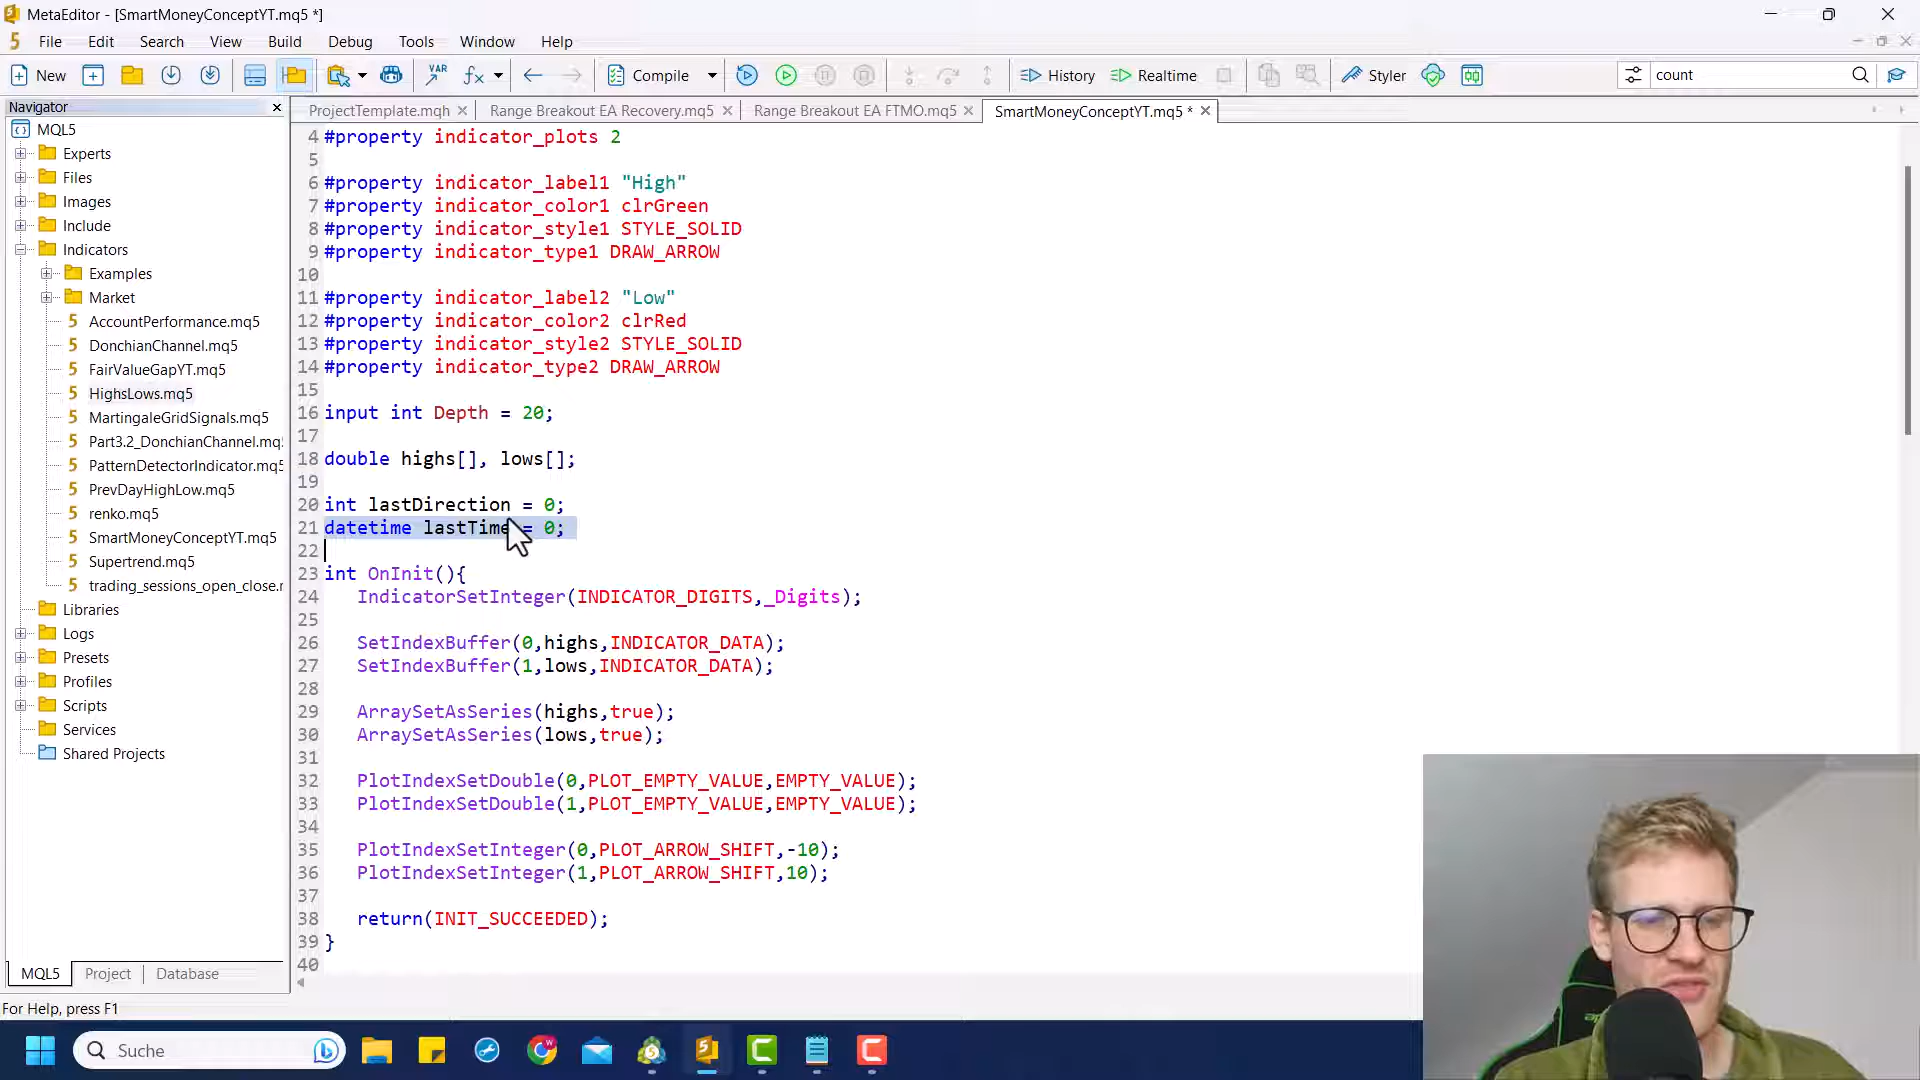 MetaEditor - [SmartMoneyConceptYT.mq5 *]
File Edit Search View Build Debug Tools Window Help
New VAR fx Compile History Realtime Styler count
Navigator
ProjectTemplate.mqh Range Breakout EA Recovery.mq5 Range Breakout EA FTMO.mq5 SmartMoneyConceptYT.mq5 *
MQL5
Experts
Files
Images
Include
Indicators
Examples
Market
AccountPerformance.mq5
DonchianChannel.mq5
FairValueGapYT.mq5
HighsLows.mq5
MartingaleGridSignals.mq5
Part3.2_DonchianChannel.mq
PatternDetectorIndicator.mq5
PrevDayHighLow.mq5
renko.mq5
SmartMoneyConceptYT.mq5
Supertrend.mq5
trading_sessions_open_close.
Libraries
Logs
Presets
Profiles
Scripts
Services
Shared Projects
MQL5 Project Database
4 #property indicator_plots 2
5
6 #property indicator_label1 "High"
7 #property indicator_color1 clrGreen
8 #property indicator_style1 STYLE_SOLID
9 #property indicator_type1 DRAW_ARROW
10
11 #property indicator_label2 "Low"
12 #property indicator_color2 clrRed
13 #property indicator_style2 STYLE_SOLID
14 #property indicator_type2 DRAW_ARROW
15
16 input int Depth = 20;
17
18 double highs[], lows[];
19
20 int lastDirection = 0;
21 datetime lastTime = 0;
22
23 int OnInit(){
24 IndicatorSetInteger(INDICATOR_DIGITS,_Digits);
25
26 SetIndexBuffer(0,highs,INDICATOR_DATA);
27 SetIndexBuffer(1,lows,INDICATOR_DATA);
28
29 ArraySetAsSeries(highs,true);
30 ArraySetAsSeries(lows,true);
31
32 PlotIndexSetDouble(0,PLOT_EMPTY_VALUE,EMPTY_VALUE);
33 PlotIndexSetDouble(1,PLOT_EMPTY_VALUE,EMPTY_VALUE);
34
35 PlotIndexSetInteger(0,PLOT_ARROW_SHIFT,-10);
36 PlotIndexSetInteger(1,PLOT_ARROW_SHIFT,10);
37
38 return(INIT_SUCCEEDED);
39 }
40
For Help, press F1
Suche